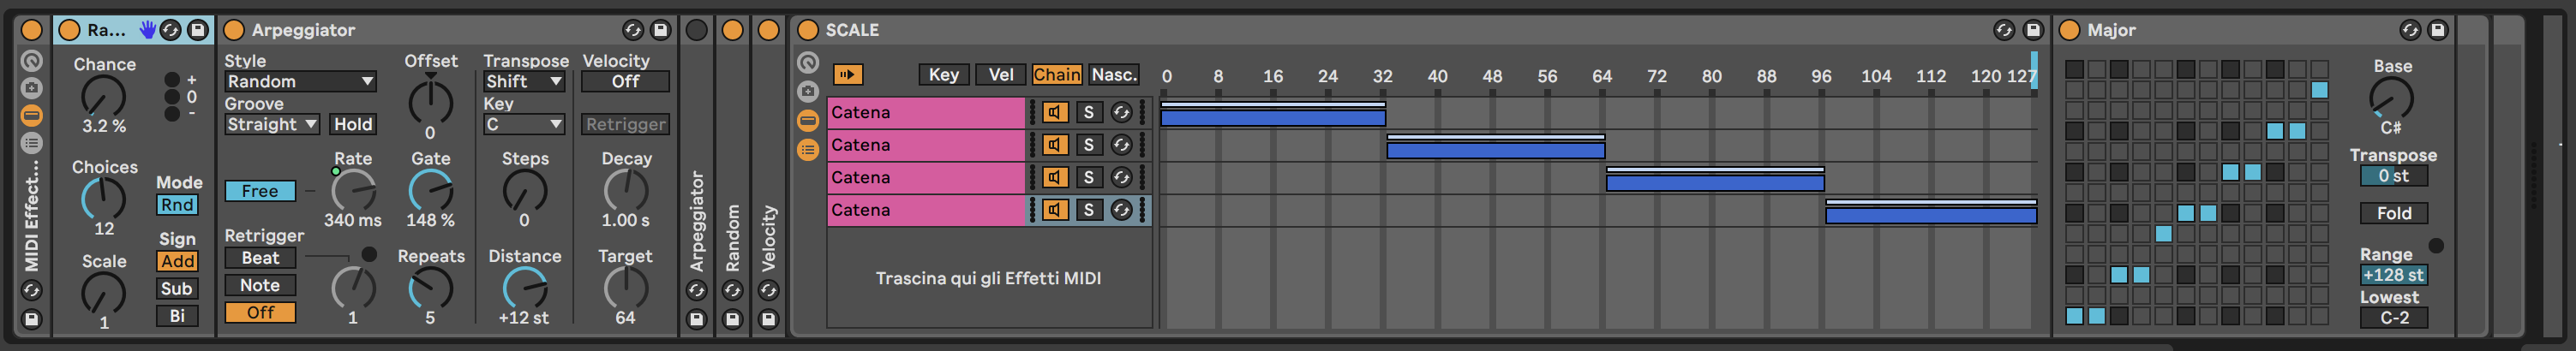 MIDI Effect...
Ra...
Chance
+
0
-
3.2 %
Choices
12
Mode
Rnd
Sign
Add
Scale
Sub
1
Bi
Arpeggiator
Style
Random
Groove
Straight
Hold
Offset
0
Transpose
Shift
Key
C
Velocity
Off
Retrigger
Free
Rate
340 ms
Gate
148 %
Steps
0
Decay
1.00 s
Retrigger
Beat
Note
Off
1
Repeats
5
Distance
+12 st
Target
64
Arpeggiator
Random
Velocity
SCALE
Key Vel Chain Nasc.
0 8 16 24 32 40 48 56 64 72 80 88 96 104 112 120 127
Catena S
Catena S
Catena S
Catena S
Trascina qui gli Effetti MIDI
Major
Base
C#
Transpose
0 st
Fold
Range
+128 st
Lowest
C-2